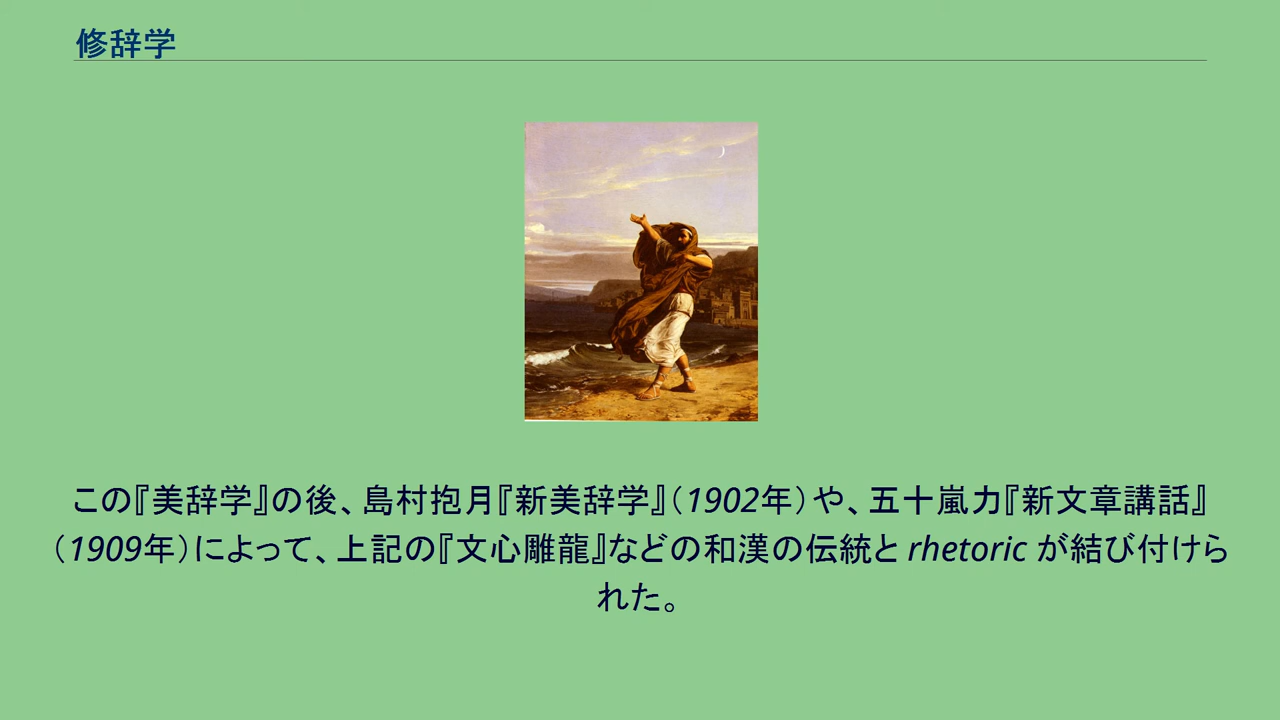 修辞学
この『美辞学』の後、島村抱月『新美辞学』（1902年）や、五十嵐力『新文章講話』
（1909年）によって、上記の『文心雕龍』などの和漢の伝統と rhetoric が結び付けら
れた。